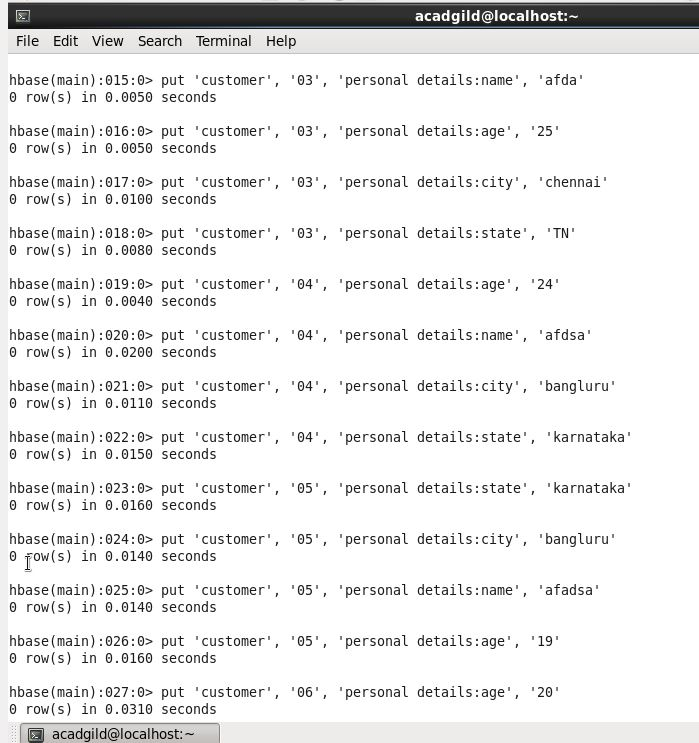 acadgild@localhost:~
File Edit View Search Terminal Help
hbase(main):015:0> put 'customer', '03', 'personal details:name', 'afda'
0 row(s) in 0.0050 seconds
hbase(main):016:0> put 'customer', '03', 'personal details:age', '25'
0 row(s) in 0.0050 seconds
hbase(main):017:0> put 'customer', '03', 'personal details:city', 'chennai'
0 row(s) in 0.0100 seconds
hbase(main):018:0> put 'customer', '03', 'personal details:state', 'TN'
0 row(s) in 0.0080 seconds
hbase(main):019:0> put 'customer', '04', 'personal details:age', '24'
0 row(s) in 0.0040 seconds
hbase(main):020:0> put 'customer', '04', 'personal details:name', 'afdsa'
0 row(s) in 0.0200 seconds
hbase(main):021:0> put 'customer', '04', 'personal details:city', 'bangluru'
0 row(s) in 0.0110 seconds
hbase(main):022:0> put 'customer', '04', 'personal details:state', 'karnataka'
0 row(s) in 0.0150 seconds
hbase(main):023:0> put 'customer', '05', 'personal details:state', 'karnataka'
0 row(s) in 0.0160 seconds
hbase(main):024:0> put 'customer', '05', 'personal details:city', 'bangluru'
0 row(s) in 0.0140 seconds
hbase(main):025:0> put 'customer', '05', 'personal details:name', 'afadsa'
0 row(s) in 0.0140 seconds
hbase(main):026:0> put 'customer', '05', 'personal details:age', '19'
0 row(s) in 0.0160 seconds
hbase(main):027:0> put 'customer', '06', 'personal details:age', '20'
0 row(s) in 0.0310 seconds
acadgild@localhost:~